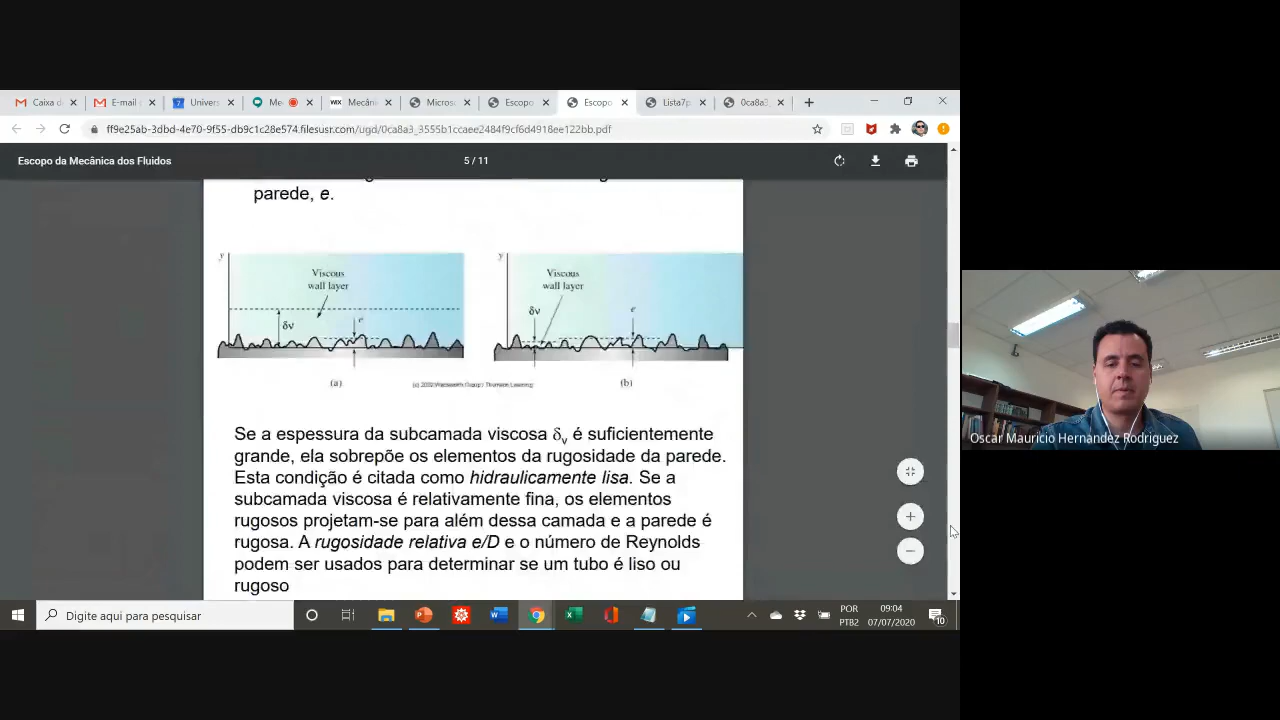 Caixa d
E-mail
Univers
Me
WIX Mecâni
Micros
Escopo
Escopo
Lista7p
0ca8a3
ff9e25ab-3dbd-4e70-9f55-db9c1c28e574.filesusr.com/ugd/0ca8a3_3555b1ccaee2484f9cf6d4918ee122bb.pdf
Escopo da Mecânica dos Fluidos
5 / 11
parede, e.
y
Viscous
wall layer
δv
e
(a)
y
Viscous
wall layer
δv
e
(b)
Se a espessura da subcamada viscosa δv é suficientemente
grande, ela sobrepõe os elementos da rugosidade da parede.
Esta condição é citada como hidraulicamente lisa. Se a
subcamada viscosa é relativamente fina, os elementos
rugosos projetam-se para além dessa camada e a parede é
rugosa. A rugosidade relativa e/D e o número de Reynolds
podem ser usados para determinar se um tubo é liso ou
rugoso
Oscar Mauricio Hernandez Rodriguez
Digite aqui para pesquisar
POR
PTB2
09:04
07/07/2020
10